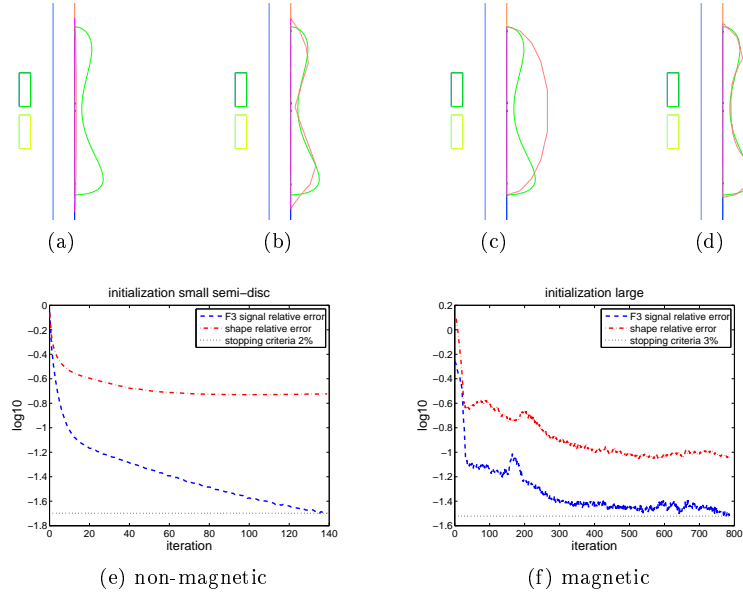 (a)
(b)
(c)
(d)
initialization small semi-disc
0
−0.2
−0.4
−0.6
−0.8
−1
−1.2
−1.4
−1.6
−1.8
log10
F3 signal relative error
shape relative error
stopping criteria 2%
0 20 40 60 80 100 120 140
iteration
(e) non-magnetic
initialization large
0.2
0
−0.2
−0.4
−0.6
−0.8
−1
−1.2
−1.4
−1.6
log10
F3 signal relative error
shape relative error
stopping criteria 3%
0 100 200 300 400 500 600 700 800
iteration
(f) magnetic